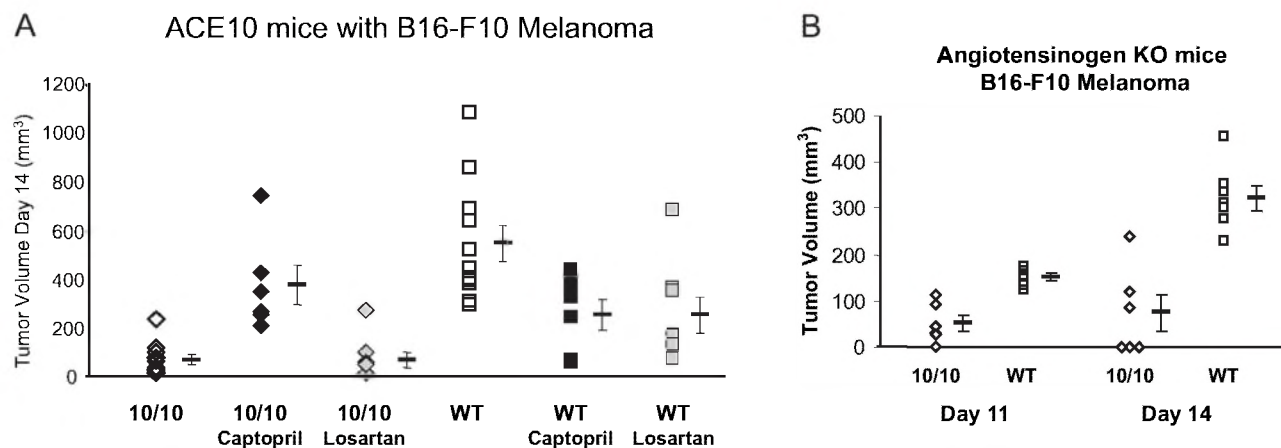 A
ACE10 mice with B16-F10 Melanoma
Tumor Volume Day 14 (mm³)
1200
1000
800
600
400
200
0
10/10
10/10
10/10
WT
WT
WT
Captopril
Losartan
Captopril
Losartan
B
Angiotensinogen KO mice
B16-F10 Melanoma
Tumor Volume (mm³)
500
400
300
200
100
0
10/10
WT
10/10
WT
Day 11
Day 14